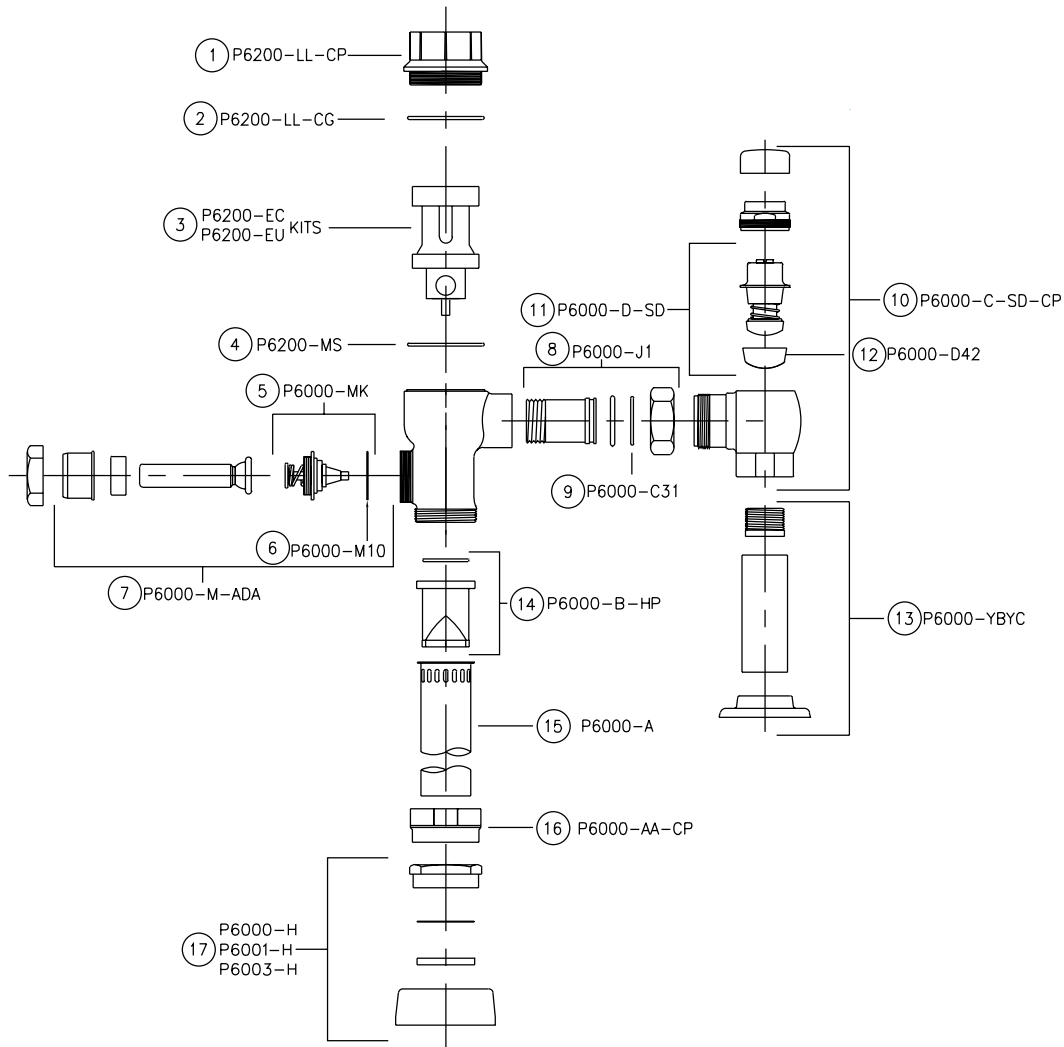 1 P6200-LL-CP
2 P6200-LL-CG
3 P6200-EC
P6200-EU KITS
4 P6200-MS
5 P6000-MK
6 P6000-M10
7 P6000-M-ADA
8 P6000-J1
9 P6000-C31
10 P6000-C-SD-CP
11 P6000-D-SD
12 P6000-D42
13 P6000-YBYC
14 P6000-B-HP
15 P6000-A
16 P6000-AA-CP
17 P6000-H
P6001-H
P6003-H